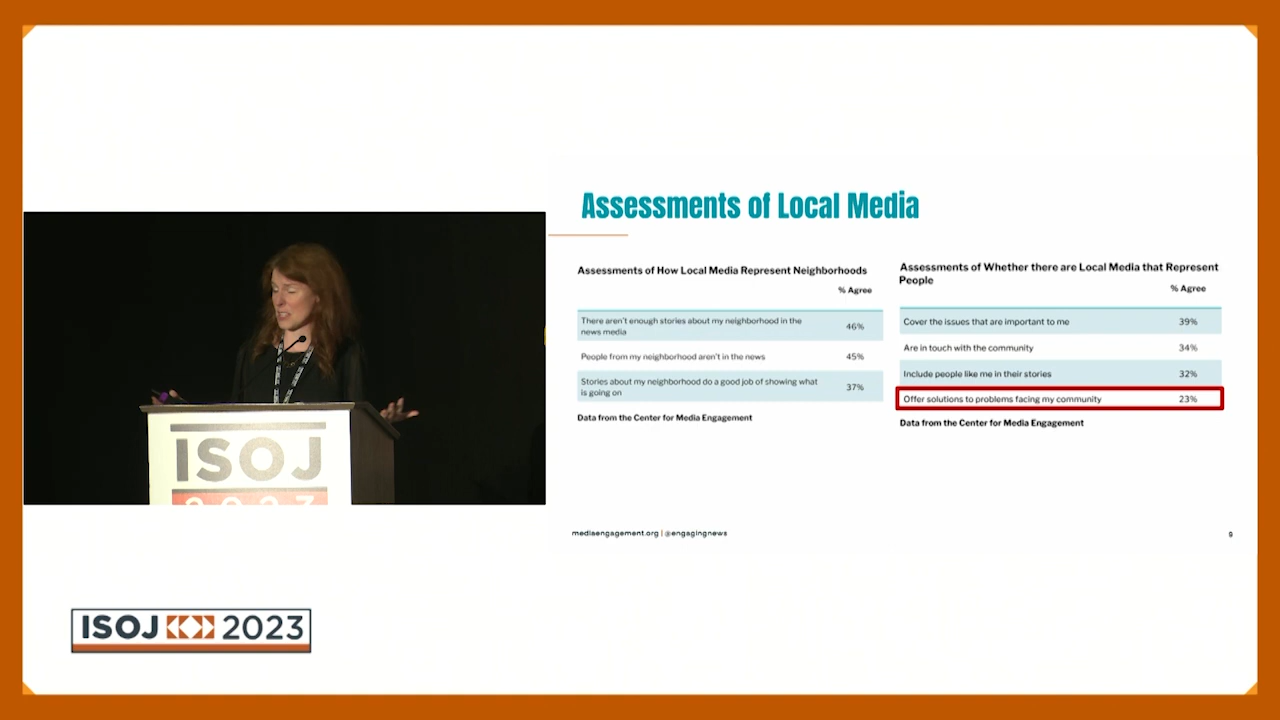 Assessments of Local Media
Assessments of How Local Media Represent Neighborhoods
% Agree
There aren't enough stories about my neighborhood in the
news media
46%
People from my neighborhood aren't in the news
45%
Stories about my neighborhood do a good job of showing what
is going on
37%
Data from the Center for Media Engagement
Assessments of Whether there are Local Media that Represent
People
% Agree
Cover the issues that are important to me
39%
Are in touch with the community
34%
Include people like me in their stories
32%
Offer solutions to problems facing my community
23%
Data from the Center for Media Engagement
mediaengagement.org | @engagingnews
9
ISOJ
2023
ISOJ 2023